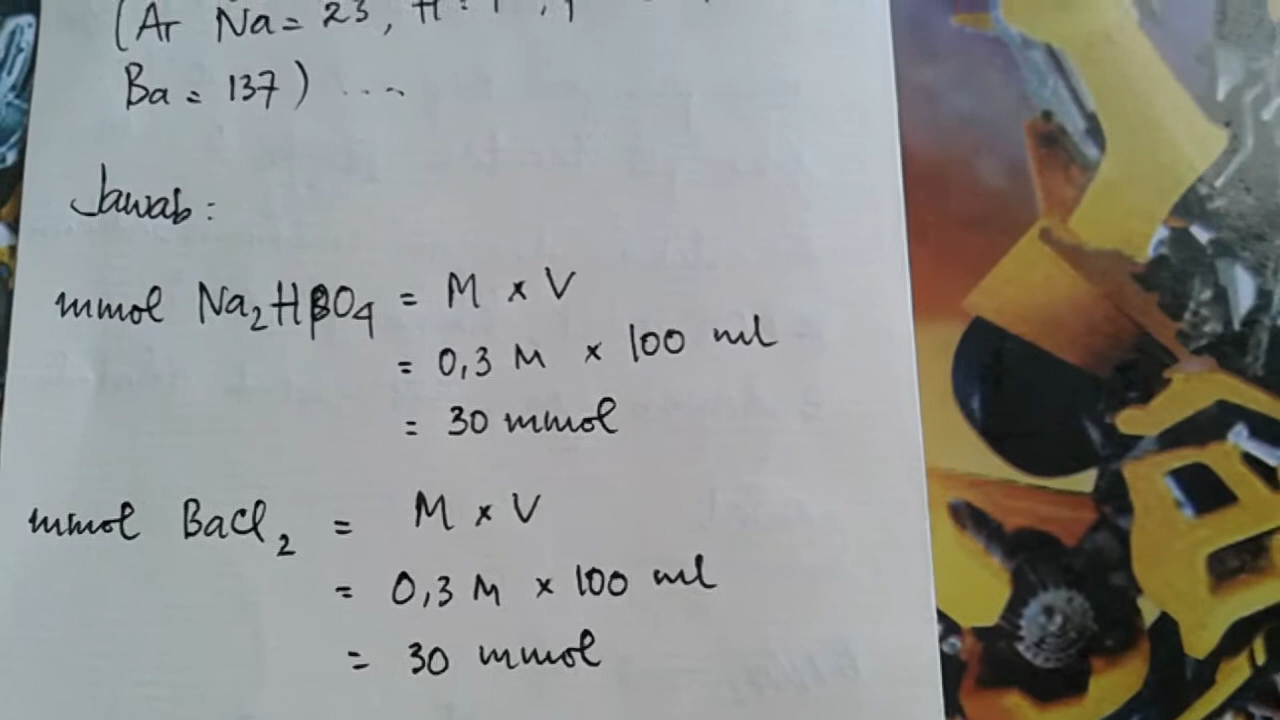 (Ar Na = 23, H =
Ba = 137) ...
Jawab :
mmol Na₂HPO₄ = M × V
= 0,3 M × 100 ml
= 30 mmol
mmol BaCl₂ = M × V
= 0,3 M × 100 ml
= 30 mmol